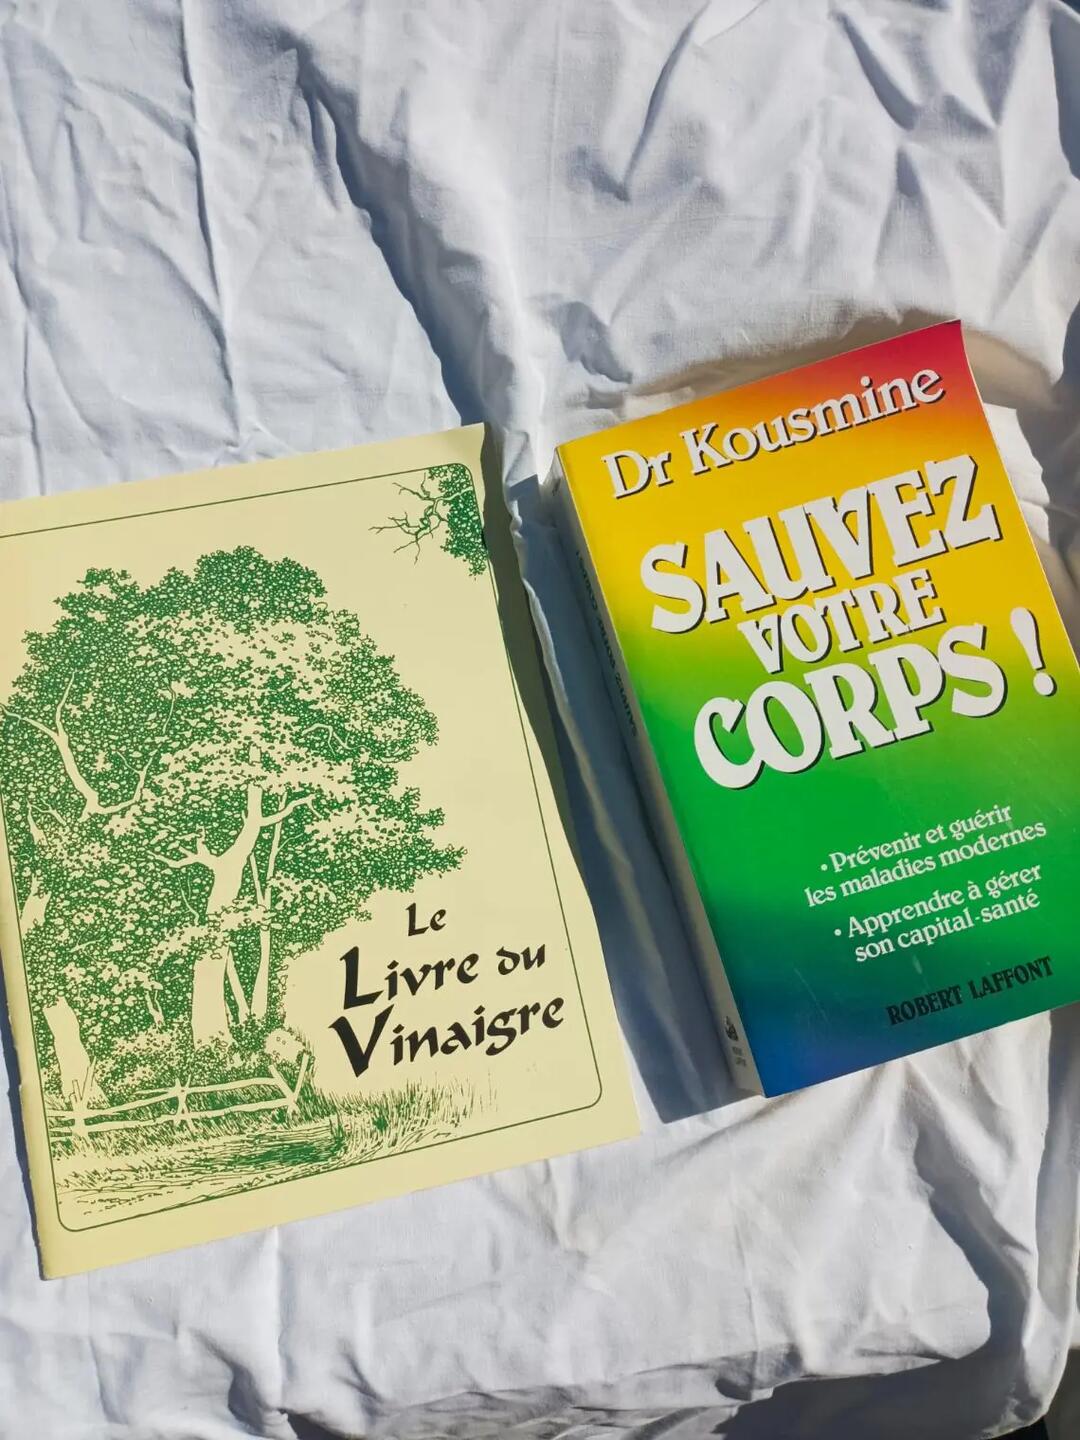 Le
Livre du
Vinaigre
Dr Kousmine
SAUVEZ
VOTRE
CORPS !
• Prévenir et guérir
les maladies modernes
• Apprendre à gérer
son capital-santé
ROBERT LAFFONT